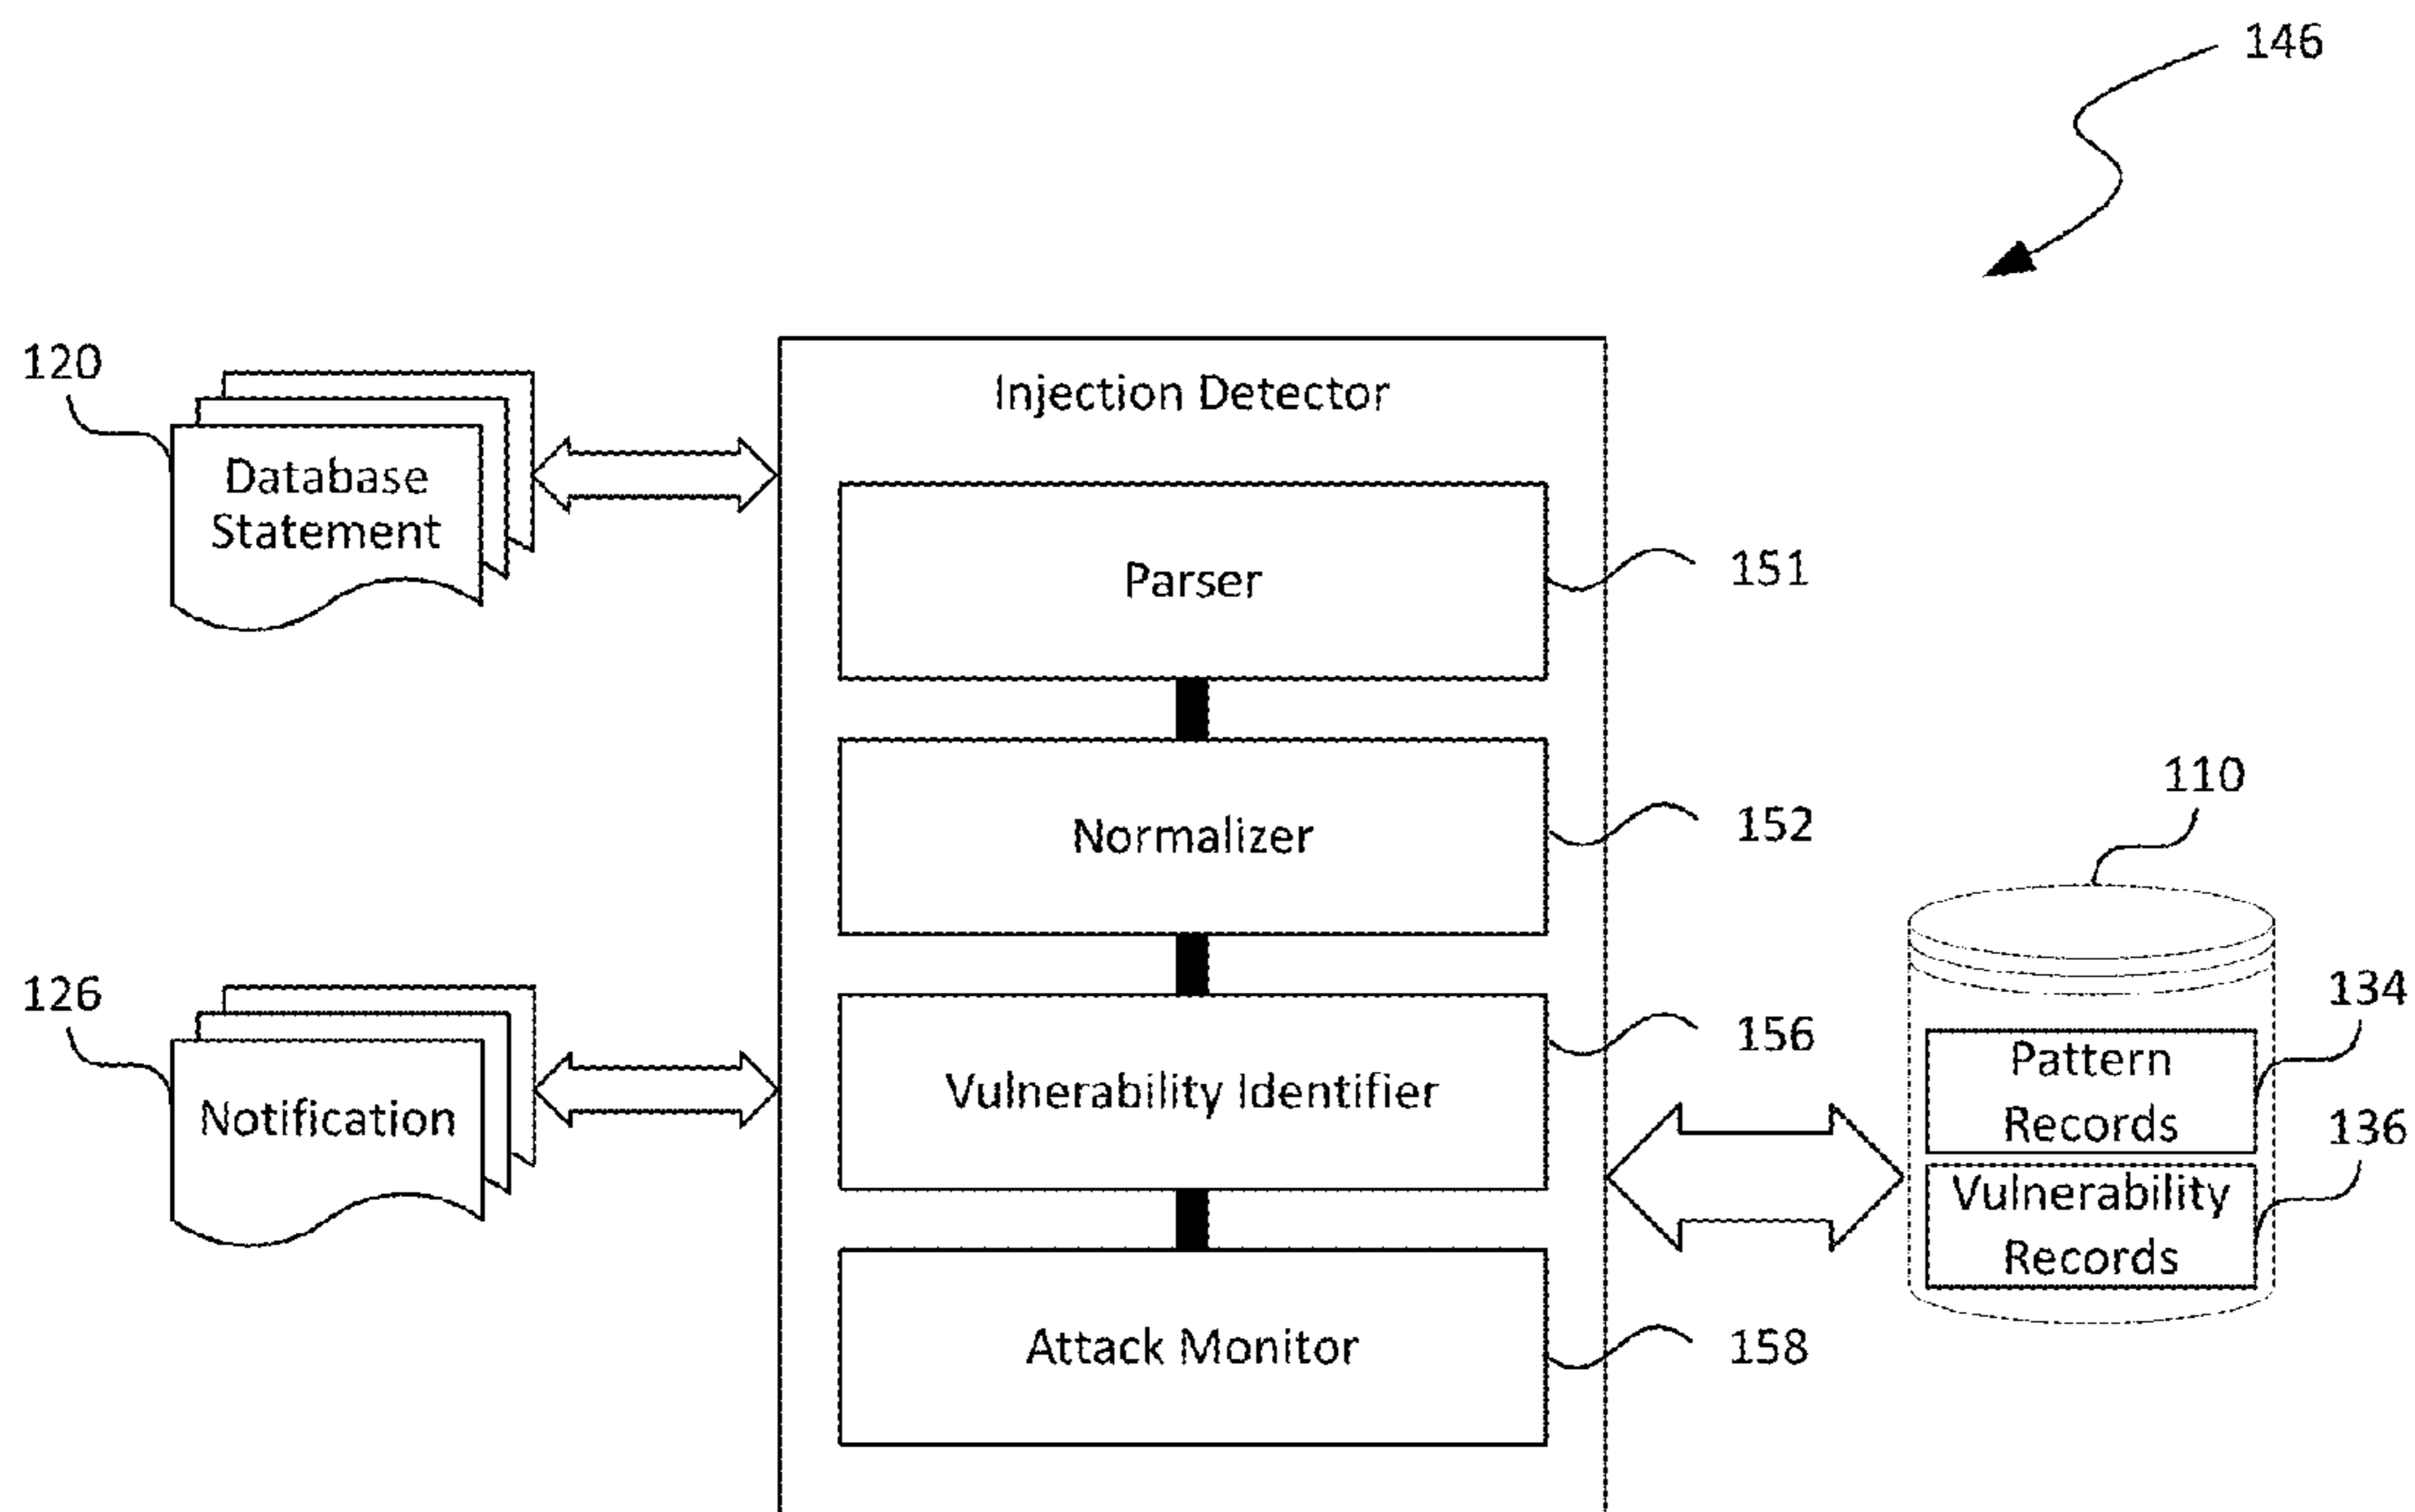 146
120
Injection Detector
Database
Statement
Parser
151
Normalizer
152
110
126
Notification
Vulnerability Identifier
156
134
Pattern
Records
136
Vulnerability
Records
Attack Monitor
158